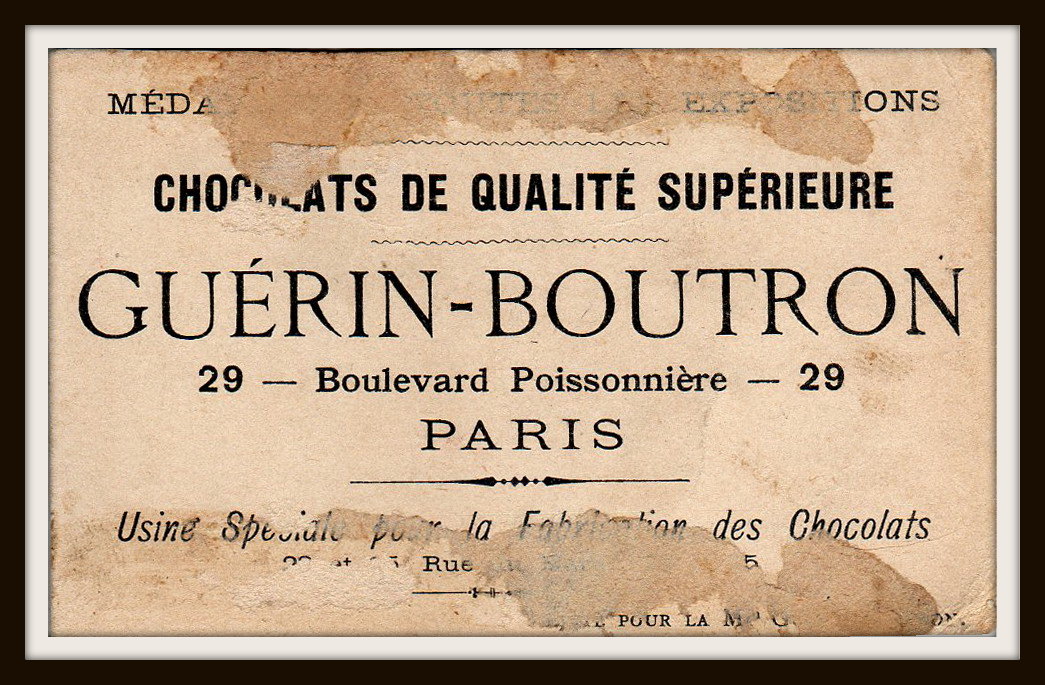 EXPOSITIONS
CHOCOLATS DE QUALITÉ SUPÉRIEURE
GUÉRIN-BOUTRON
29 — Boulevard Poissonnière — 29
PARIS
Usine Spéciale pour la Fabrication des Chocolats
Rue
POUR LA